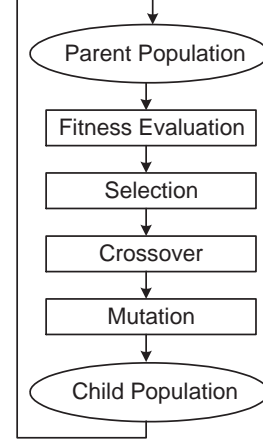 Parent Population
Fitness Evaluation
Selection
Crossover
Mutation
Child Population